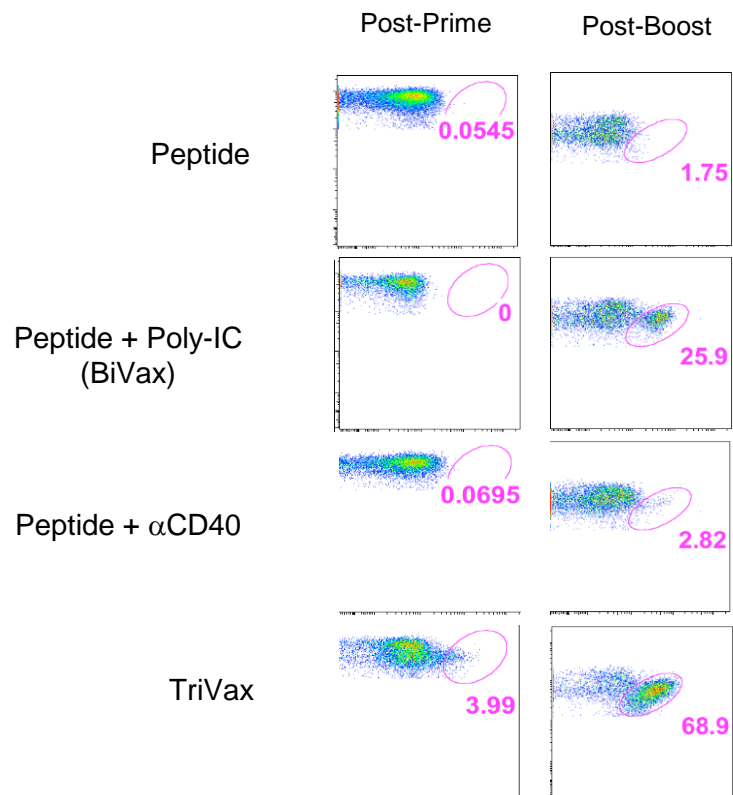 Post-Prime Post-Boost
Peptide
0.0545
1.75
Peptide + Poly-IC
(BiVax)
0
25.9
Peptide + αCD40
0.0695
2.82
TriVax
3.99
68.9